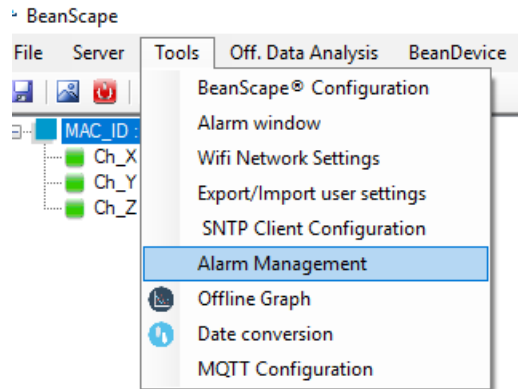 BeanScape
File Server Tools Off. Data Analysis BeanDevice
MAC_ID :
Ch_X
Ch_Y
Ch_Z
BeanScape® Configuration
Alarm window
Wifi Network Settings
Export/Import user settings
SNTP Client Configuration
Alarm Management
Offline Graph
Date conversion
MQTT Configuration